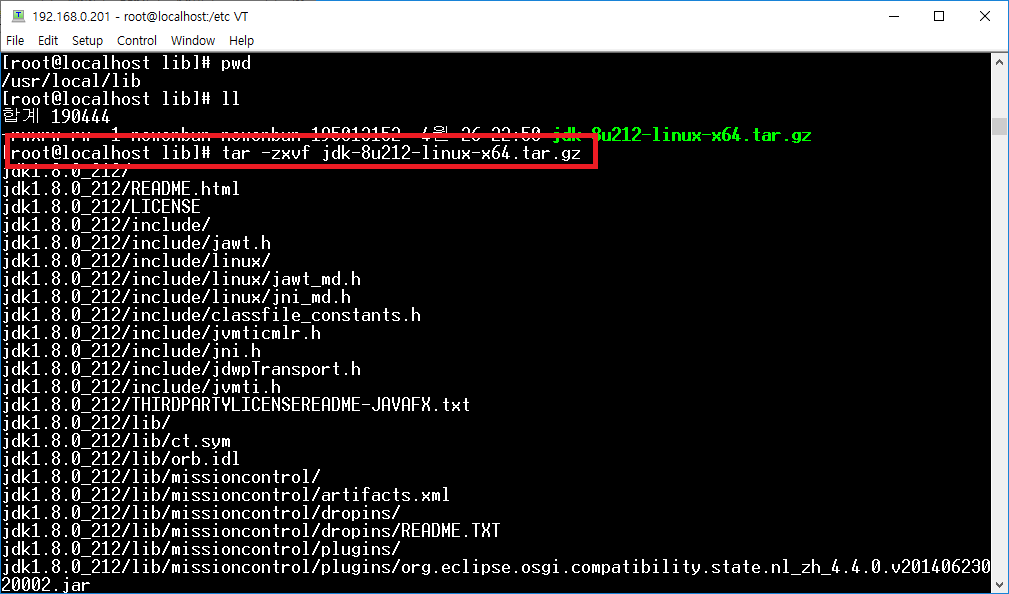 192.168.0.201 - root@localhost:/etc VT
File Edit Setup Control Window Help
[root@localhost lib]# pwd
/usr/local/lib
[root@localhost lib]# ll
합계 190444
1 4월 26 22:50 jdk-8u212-linux-x64.tar.gz
[root@localhost lib]# tar -zxvf jdk-8u212-linux-x64.tar.gz
jdk1.8.0_212/
jdk1.8.0_212/README.html
jdk1.8.0_212/LICENSE
jdk1.8.0_212/include/
jdk1.8.0_212/include/jawt.h
jdk1.8.0_212/include/linux/
jdk1.8.0_212/include/linux/jawt_md.h
jdk1.8.0_212/include/linux/jni_md.h
jdk1.8.0_212/include/classfile_constants.h
jdk1.8.0_212/include/jvmticmlr.h
jdk1.8.0_212/include/jni.h
jdk1.8.0_212/include/jdwpTransport.h
jdk1.8.0_212/include/jvmti.h
jdk1.8.0_212/THIRDPARTYLICENSEREADME-JAVAFX.txt
jdk1.8.0_212/lib/
jdk1.8.0_212/lib/ct.sym
jdk1.8.0_212/lib/orb.idl
jdk1.8.0_212/lib/missioncontrol/
jdk1.8.0_212/lib/missioncontrol/artifacts.xml
jdk1.8.0_212/lib/missioncontrol/dropins/
jdk1.8.0_212/lib/missioncontrol/dropins/README.TXT
jdk1.8.0_212/lib/missioncontrol/plugins/
jdk1.8.0_212/lib/missioncontrol/plugins/org.eclipse.osgi.compatibility.state.nl_zh_4.4.0.v201406230
20002.jar